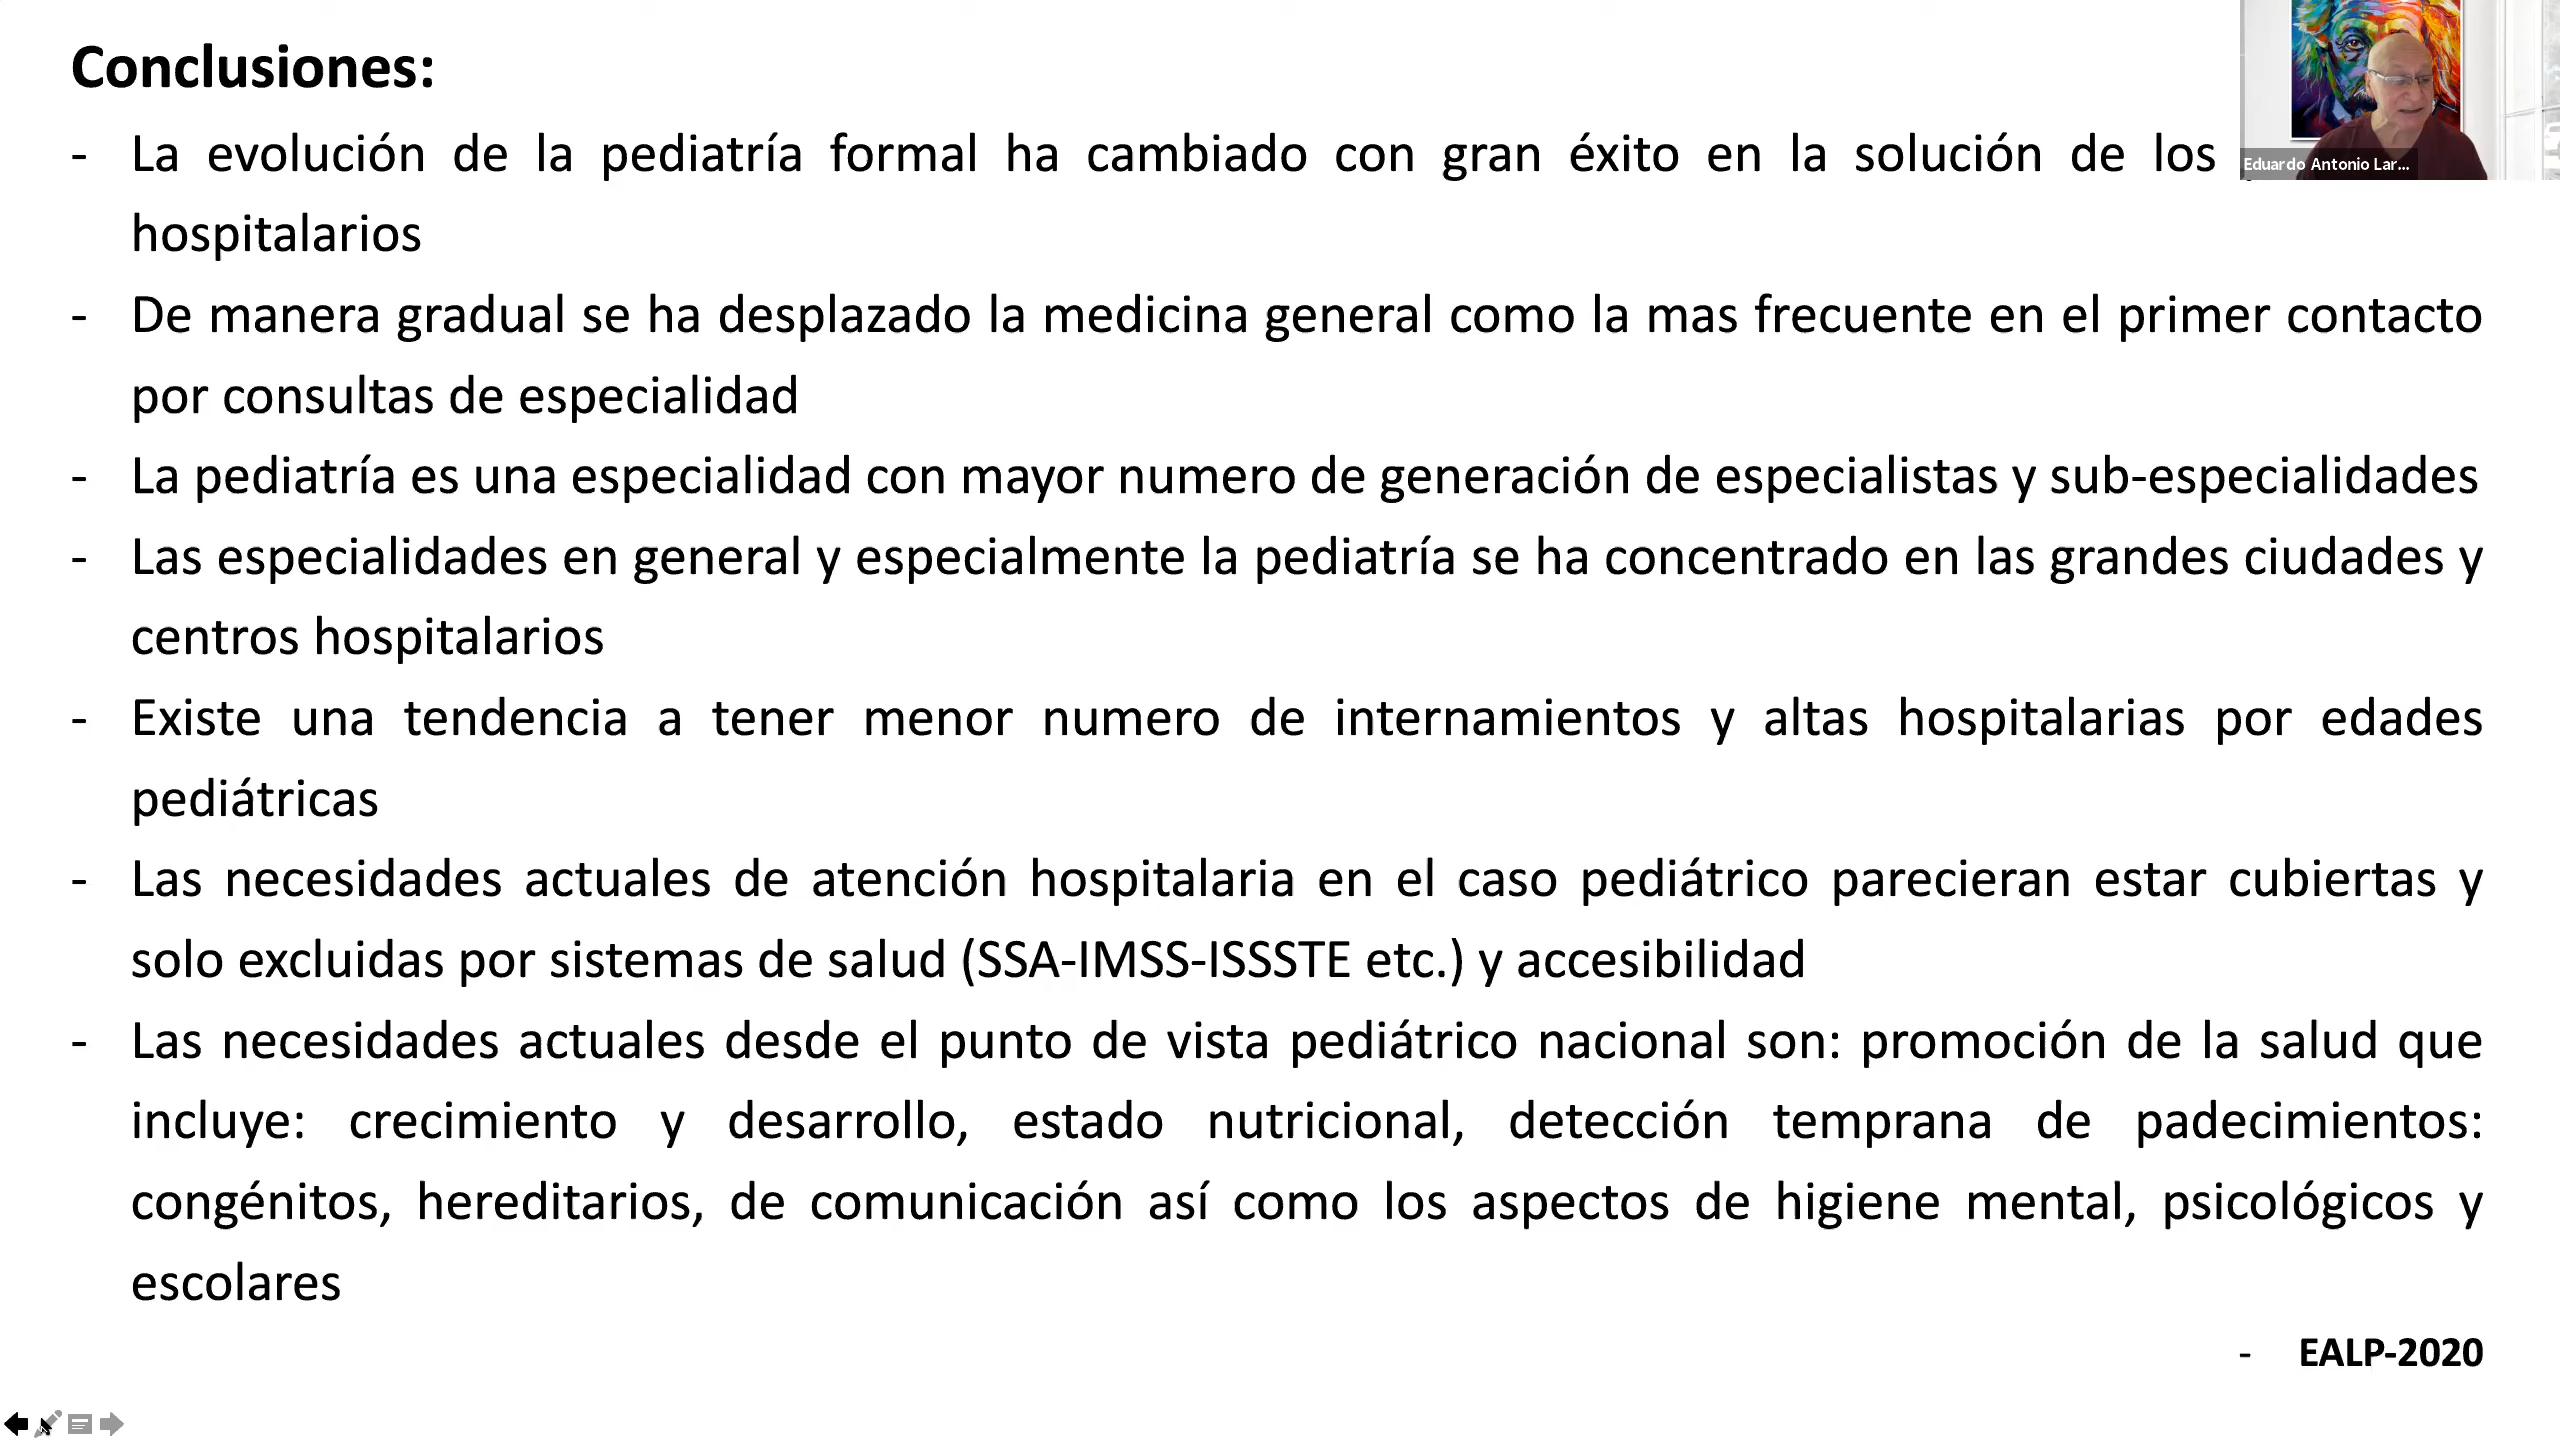 Conclusiones:
- La evolución de la pediatría formal ha cambiado con gran éxito en la solución de los
hospitalarios
- De manera gradual se ha desplazado la medicina general como la mas frecuente en el primer contacto
por consultas de especialidad
- La pediatría es una especialidad con mayor numero de generación de especialistas y sub-especialidades
- Las especialidades en general y especialmente la pediatría se ha concentrado en las grandes ciudades y
centros hospitalarios
- Existe una tendencia a tener menor numero de internamientos y altas hospitalarias por edades
pediátricas
- Las necesidades actuales de atención hospitalaria en el caso pediátrico parecieran estar cubiertas y
solo excluidas por sistemas de salud (SSA-IMSS-ISSSTE etc.) y accesibilidad
- Las necesidades actuales desde el punto de vista pediátrico nacional son: promoción de la salud que
incluye: crecimiento y desarrollo, estado nutricional, detección temprana de padecimientos:
congénitos, hereditarios, de comunicación así como los aspectos de higiene mental, psicológicos y
escolares
- EALP-2020
Eduardo Antonio Lar...